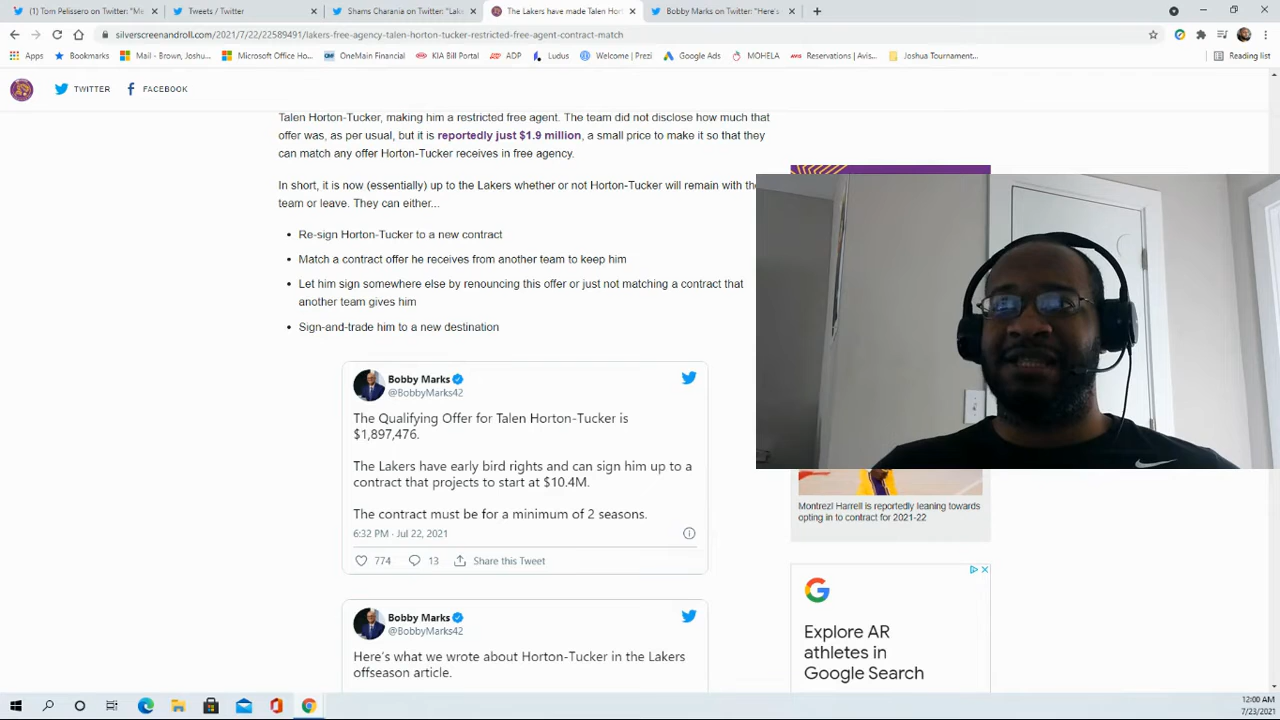 (1) Tom Pelissero on Twitter: "Me
Tweets / Twitter
Shams Charania on Twitter: "Lak
The Lakers have made Talen Hort
Bobby Marks on Twitter: "Here's
silverscreenandroll.com/2021/7/22/22589491/lakers-free-agency-talen-horton-tucker-restricted-free-agent-contract-match
Apps
Bookmarks
Mail - Brown, Joshu...
Microsoft Office Ho...
OneMain Financial
KIA Bill Portal
ADP
Ludus
Welcome | Prezi
Google Ads
MOHELA
Reservations | Avis...
Joshua Tournament...
Reading list
TWITTER
FACEBOOK
Talen Horton-Tucker, making him a restricted free agent. The team did not disclose how much that
offer was, as per usual, but it is reportedly just $1.9 million, a small price to make it so that they
can match any offer Horton-Tucker receives in free agency.
In short, it is now (essentially) up to the Lakers whether or not Horton-Tucker will remain with the
team or leave. They can either...
• Re-sign Horton-Tucker to a new contract
• Match a contract offer he receives from another team to keep him
• Let him sign somewhere else by renouncing this offer or just not matching a contract that
another team gives him
• Sign-and-trade him to a new destination
Bobby Marks
@BobbyMarks42
The Qualifying Offer for Talen Horton-Tucker is
$1,897,476.
The Lakers have early bird rights and can sign him up to a
contract that projects to start at $10.4M.
The contract must be for a minimum of 2 seasons.
6:32 PM · Jul 22, 2021
774
13
Share this Tweet
Bobby Marks
@BobbyMarks42
Here's what we wrote about Horton-Tucker in the Lakers
offseason article.
Montrezl Harrell is reportedly leaning towards
opting in to contract for 2021-22
Explore AR
athletes in
Google Search
12:00 AM
7/23/2021